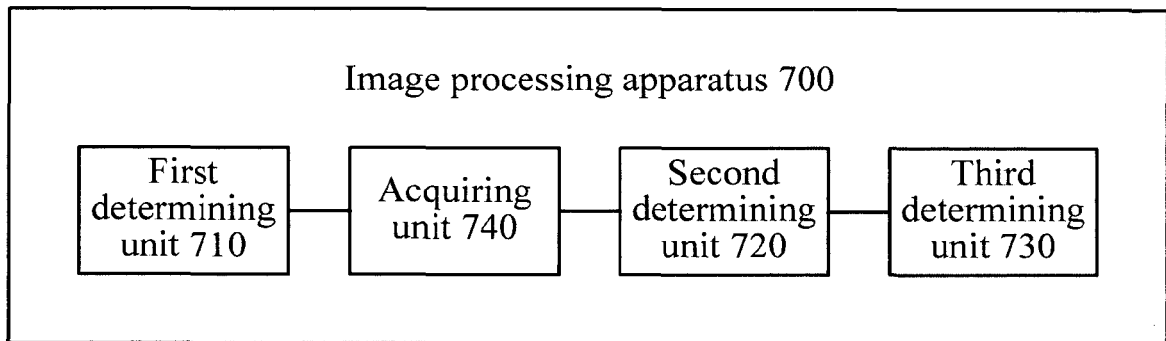 Image processing apparatus 700
First
determining
unit 710
Acquiring
unit 740
Second
determining
unit 720
Third
determining
unit 730